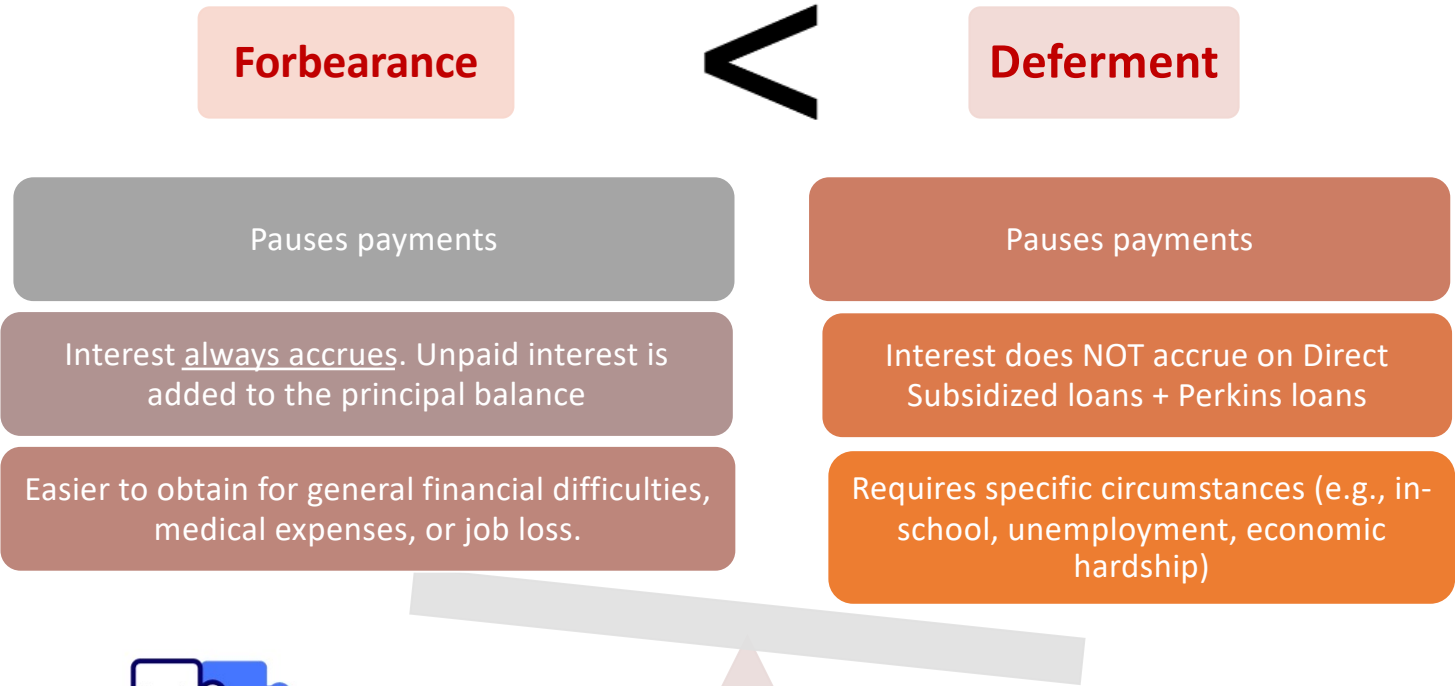 Forbearance
<
Deferment
Pauses payments
Interest always accrues. Unpaid interest is
added to the principal balance
Easier to obtain for general financial difficulties,
medical expenses, or job loss.
Pauses payments
Interest does NOT accrue on Direct
Subsidized loans + Perkins loans
Requires specific circumstances (e.g., in-
school, unemployment, economic
hardship)